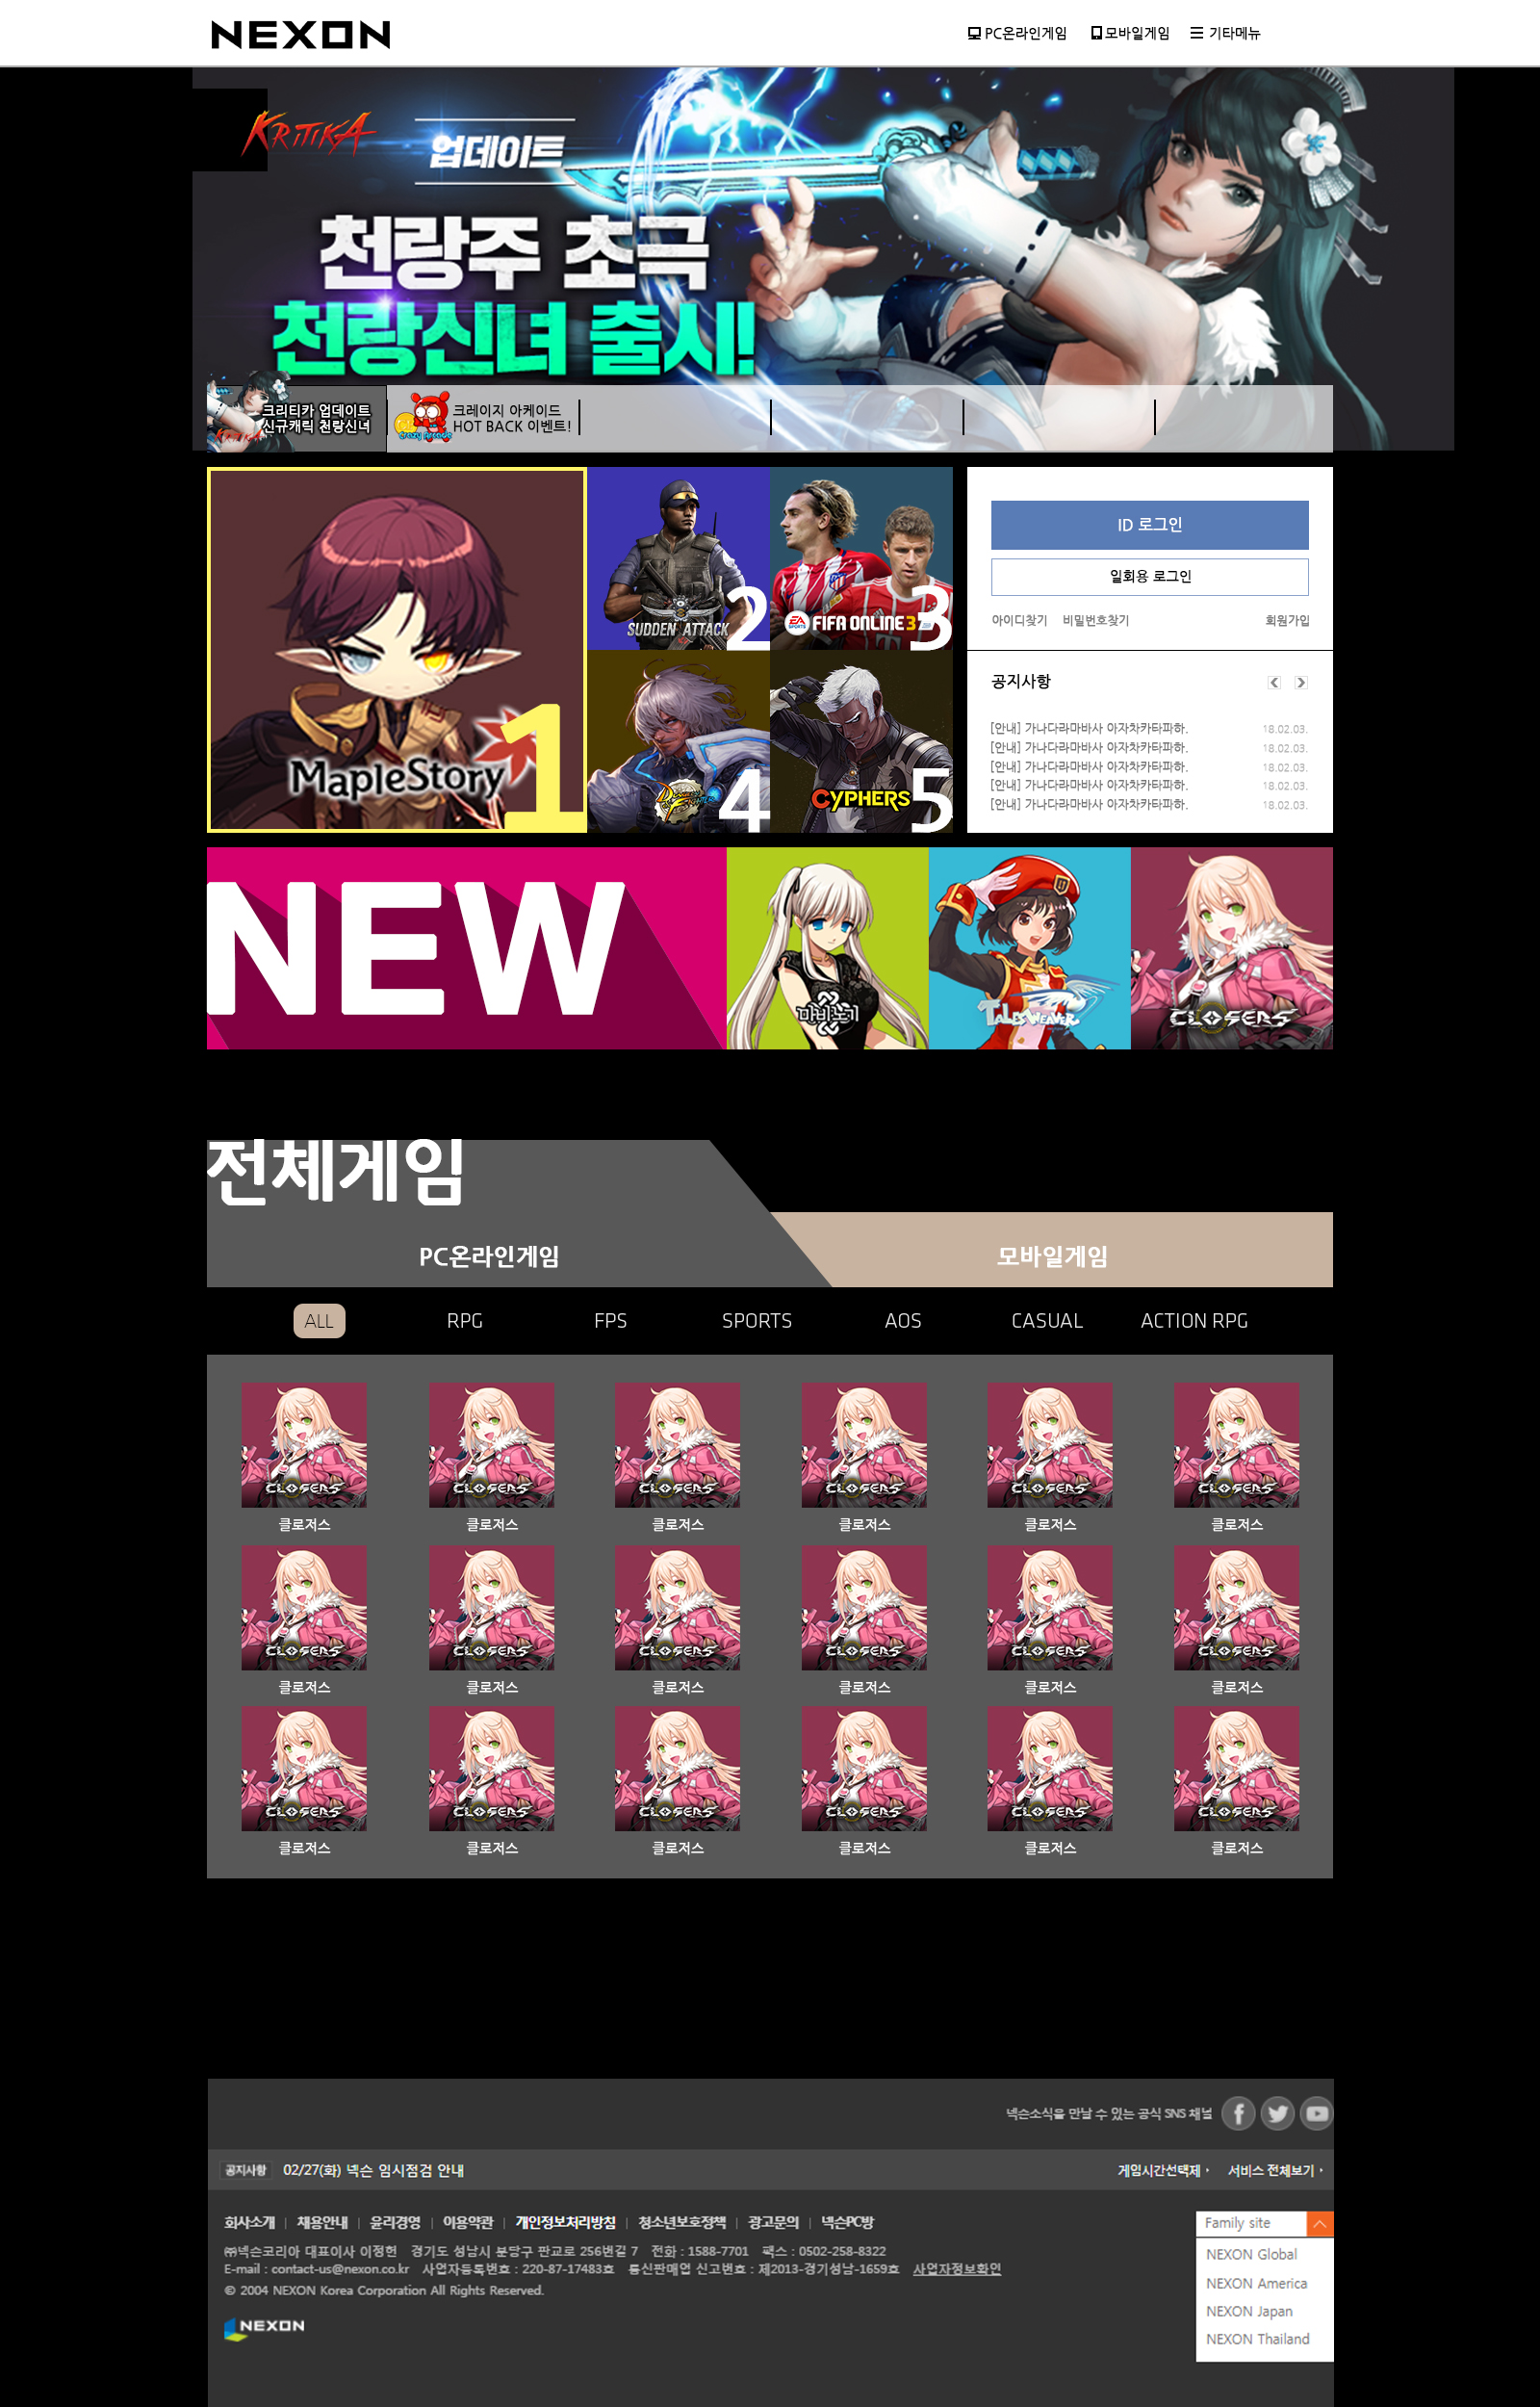 NEXON
PC온라인게임 모바일게임 기타메뉴
KRITIKA
업데이트
천랑주 초극
천랑신녀 출시!
크리티카 업데이트
신규캐릭 천랑신녀
KRITIKA
Crazy Arcade
크레이지 아케이드
HOT BACK 이벤트!
MapleStory 1
SUDDEN ATTACK 2
EA SPORTS FIFA ONLINE 3 3
DUNGEON & FIGHTER 4
CYPHERS 5
ID 로그인
일회용 로그인
아이디찾기 비밀번호찾기 회원가입
공지사항
[안내] 가나다라마바사 아자차카타파하. 18.02.03.
[안내] 가나다라마바사 아자차카타파하. 18.02.03.
[안내] 가나다라마바사 아자차카타파하. 18.02.03.
[안내] 가나다라마바사 아자차카타파하. 18.02.03.
[안내] 가나다라마바사 아자차카타파하. 18.02.03.
NEW
마비노기
TALESWEAVER
CLOSERS
전체게임
PC온라인게임 모바일게임
ALL RPG FPS SPORTS AOS CASUAL ACTION RPG
CLOSERS CLOSERS CLOSERS CLOSERS CLOSERS CLOSERS
클로저스 클로저스 클로저스 클로저스 클로저스 클로저스
CLOSERS CLOSERS CLOSERS CLOSERS CLOSERS CLOSERS
클로저스 클로저스 클로저스 클로저스 클로저스 클로저스
CLOSERS CLOSERS CLOSERS CLOSERS CLOSERS CLOSERS
클로저스 클로저스 클로저스 클로저스 클로저스 클로저스
넥슨소식을 만날 수 있는 공식 SNS 채널
공지사항 02/27(화) 넥슨 임시점검 안내 게임시간선택제 서비스 전체보기
회사소개 | 채용안내 | 윤리경영 | 이용약관 | 개인정보처리방침 | 청소년보호정책 | 광고문의 | 넥슨PC방
㈜넥슨코리아 대표이사 이정헌 경기도 성남시 분당구 판교로 256번길 7 전화 : 1588-7701 팩스 : 0502-258-8322
E-mail : contact-us@nexon.co.kr 사업자등록번호 : 220-87-17483호 통신판매업 신고번호 : 제2013-경기성남-1659호 사업자정보확인
© 2004 NEXON Korea Corporation All Rights Reserved.
NEXON
Family site
NEXON Global
NEXON America
NEXON Japan
NEXON Thailand